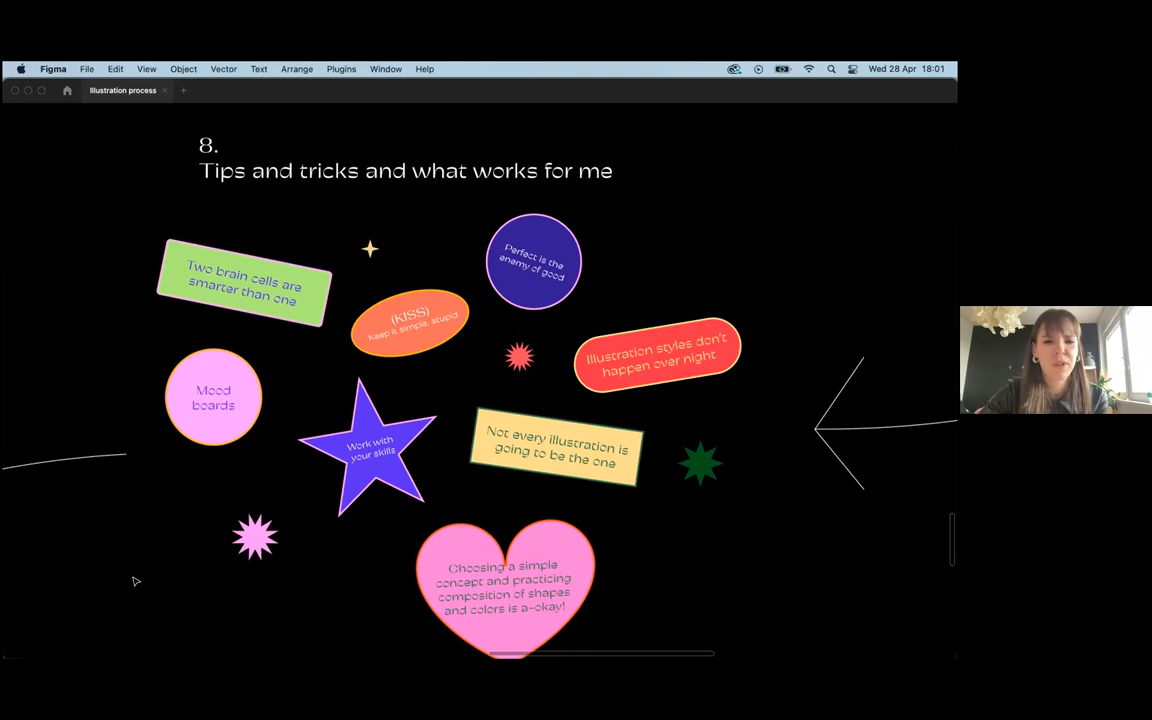 Figma File Edit View Object Vector Text Arrange Plugins Window Help Wed 28 Apr 18:01
Illustration process
8.
Tips and tricks and what works for me
Perfect is the
enemy of good
Two brain cells are
smarter than one
(KISS)
Keep it simple, stupid
Illustration styles don't
happen over night
Mood
boards
Work with
your skills
Not every illustration is
going to be the one
Choosing a simple
concept and practicing
composition of shapes
and colors is a-okay!